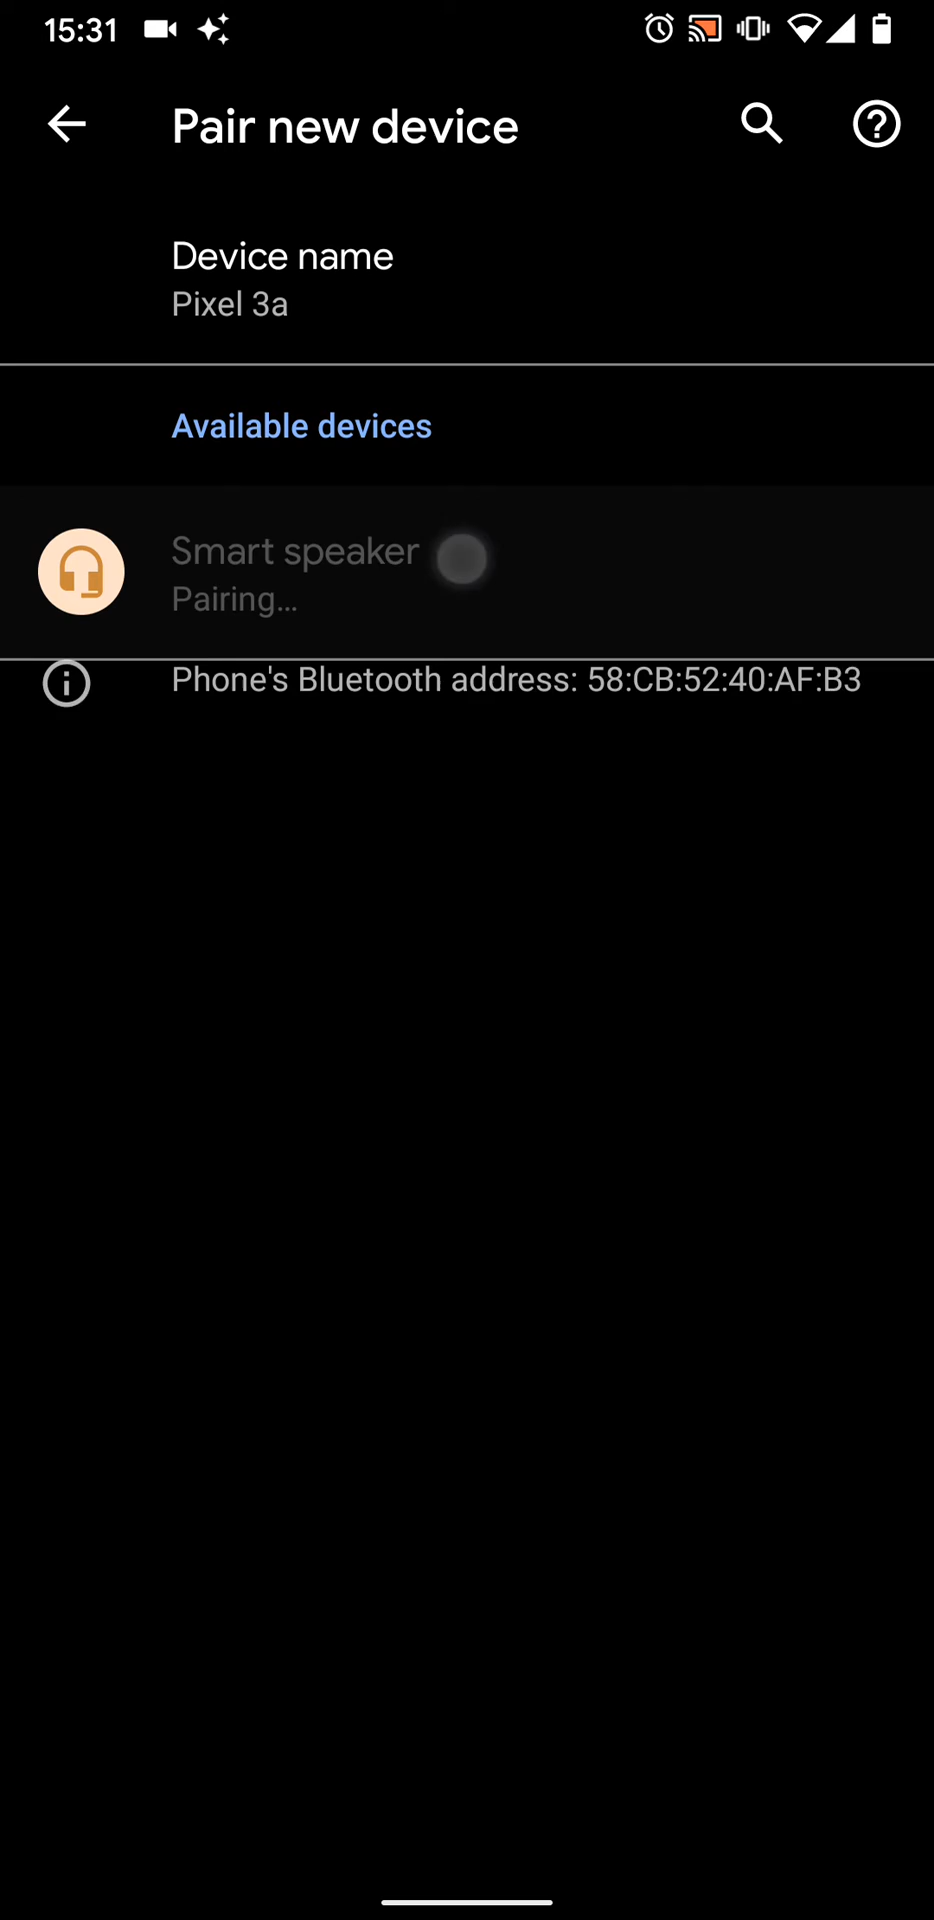 15:31
Pair new device
Device name
Pixel 3a
Available devices
Smart speaker
Pairing…
Phone's Bluetooth address: 58:CB:52:40:AF:B3